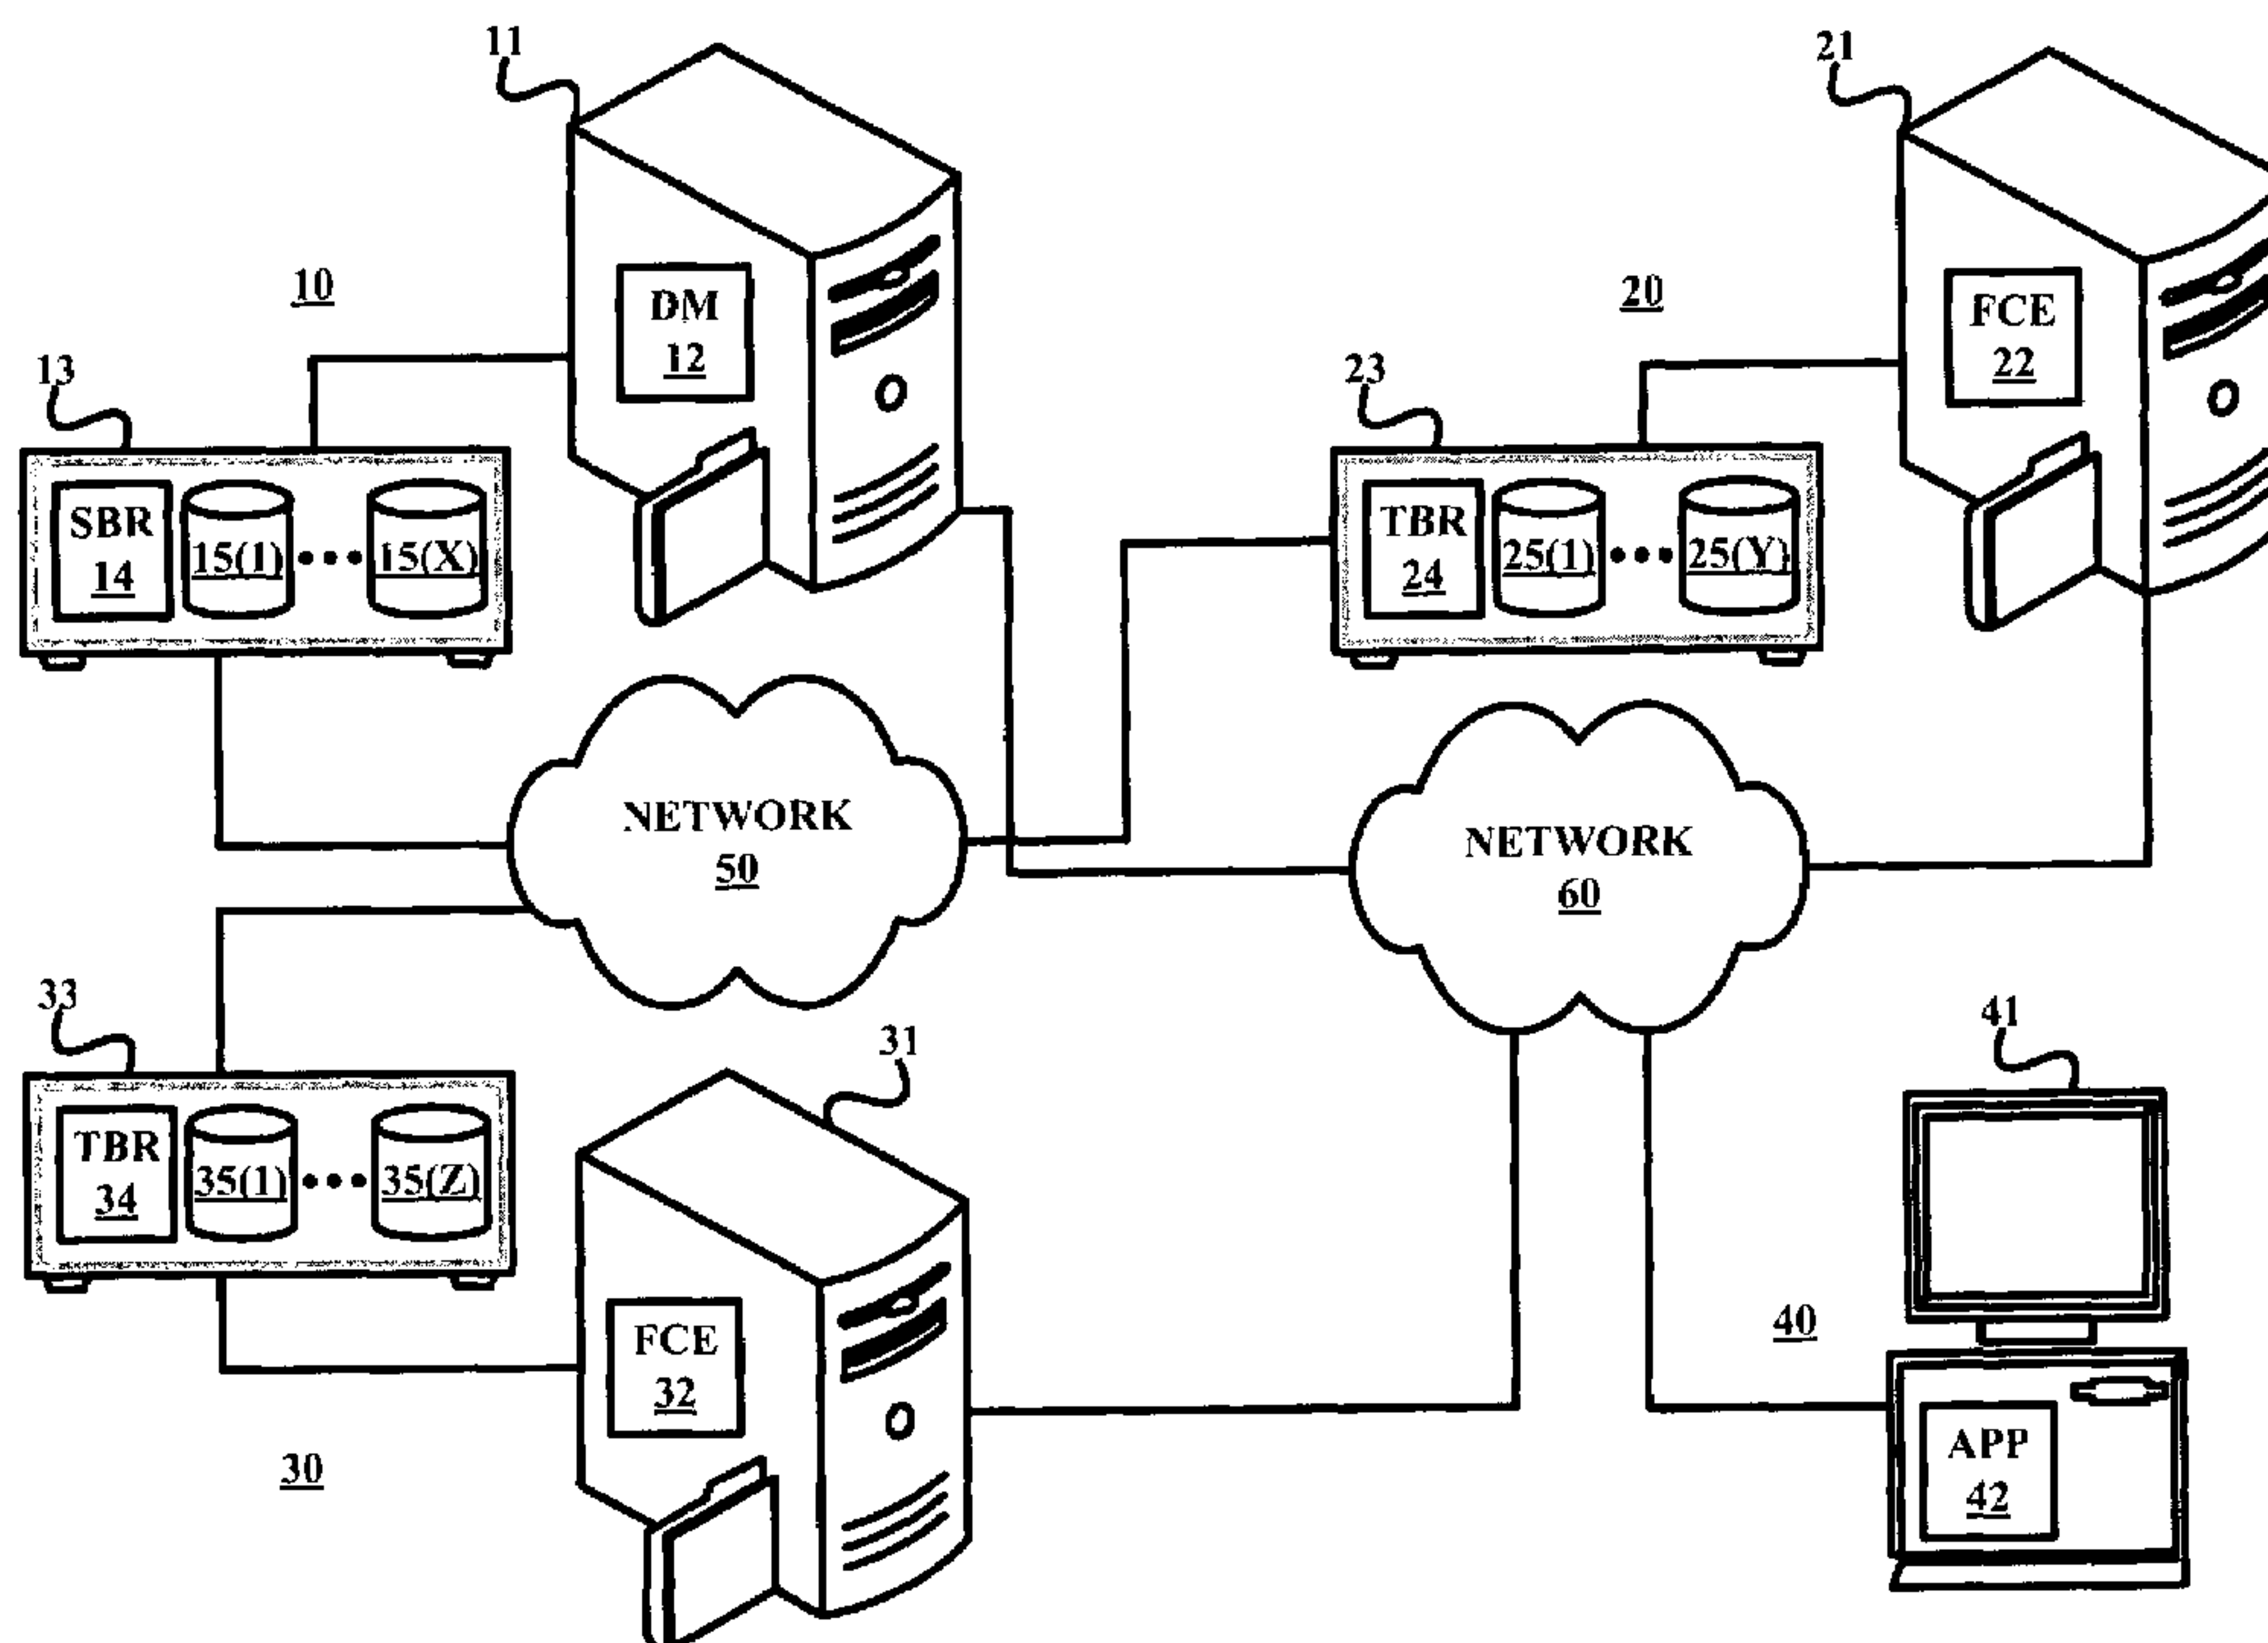 11
21
10
DM
12
20
FCE
22
13
23
SBR
14
15(1)
15(X)
TBR
24
25(1)
25(Y)
NETWORK
50
NETWORK
60
33
31
41
TBR
34
35(1)
35(Z)
FCE
32
40
30
APP
42